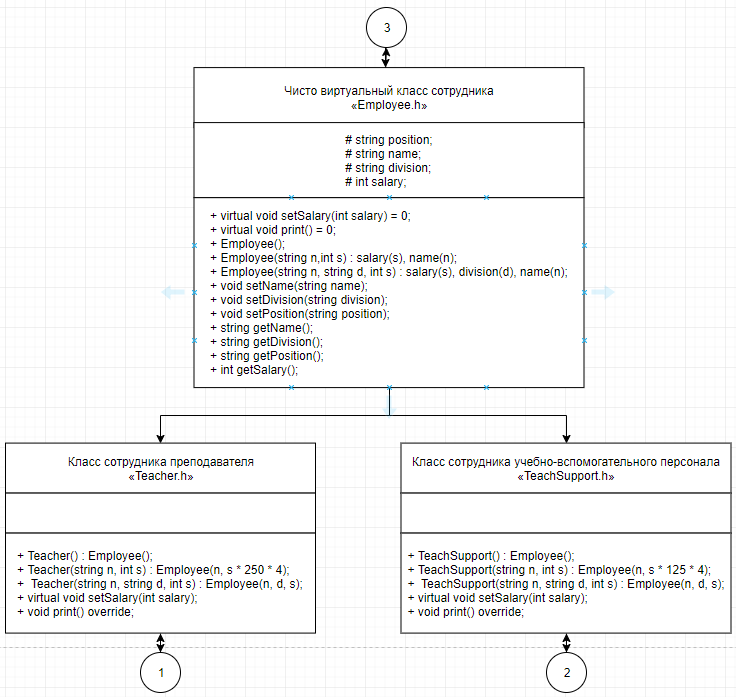 3
Чисто виртуальный класс сотрудника
«Employee.h»
# string position;
# string name;
# string division;
# int salary;
+ virtual void setSalary(int salary) = 0;
+ virtual void print() = 0;
+ Employee();
+ Employee(string n,int s) : salary(s), name(n);
+ Employee(string n, string d, int s) : salary(s), division(d), name(n);
+ void setName(string name);
+ void setDivision(string division);
+ void setPosition(string position);
+ string getName();
+ string getDivision();
+ string getPosition();
+ int getSalary();
Класс сотрудника преподавателя
«Teacher.h»
+ Teacher() : Employee();
+ Teacher(string n, int s) : Employee(n, s * 250 * 4);
+ Teacher(string n, string d, int s) : Employee(n, d, s);
+ virtual void setSalary(int salary);
+ void print() override;
1
Класс сотрудника учебно-вспомогательного персонала
«TeachSupport.h»
+ TeachSupport() : Employee();
+ TeachSupport(string n, int s) : Employee(n, s * 125 * 4);
+ TeachSupport(string n, string d, int s) : Employee(n, d, s);
+ virtual void setSalary(int salary);
+ void print() override;
2